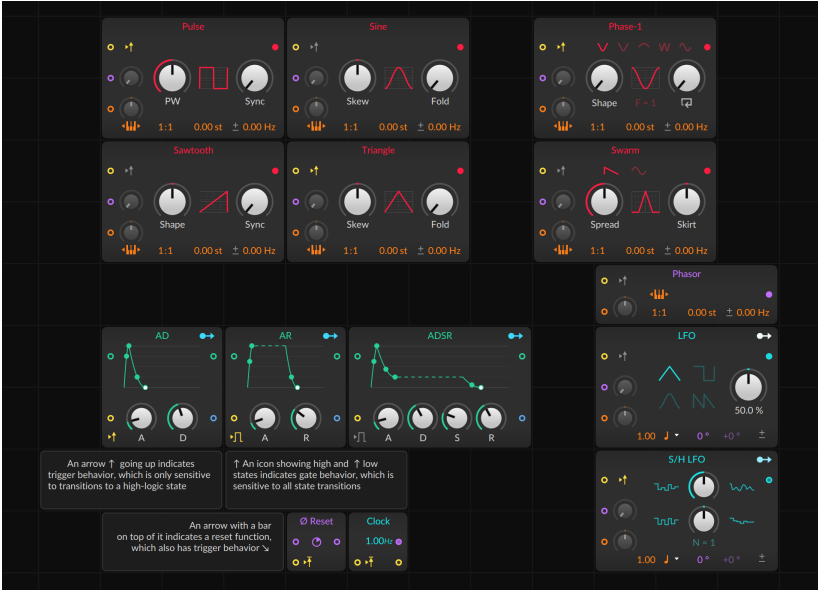 Pulse
Sine
Phase-1
PW
Sync
Skew
Fold
Shape
F = 1
1:1
0.00 st
± 0.00 Hz
1:1
0.00 st
± 0.00 Hz
1:1
0.00 st
± 0.00 Hz
Sawtooth
Triangle
Swarm
Shape
Sync
Skew
Fold
Spread
Skirt
1:1
0.00 st
± 0.00 Hz
1:1
0.00 st
± 0.00 Hz
1:1
0.00 st
± 0.00 Hz
Phasor
1:1
0.00 st
± 0.00 Hz
AD
AR
ADSR
LFO
50.0 %
A
D
A
R
A
D
S
R
1.00
0°
+0°
±
An arrow ↑ going up indicates
trigger behavior, which is only sensitive
to transitions to a high-logic state
↑ An icon showing high and ↑ low
states indicates gate behavior, which is
sensitive to all state transitions
S/H LFO
N = 1
1.00
0°
+0°
±
An arrow with a bar
on top of it indicates a reset function,
which also has trigger behavior ↘
Ø Reset
Clock
1.00Hz